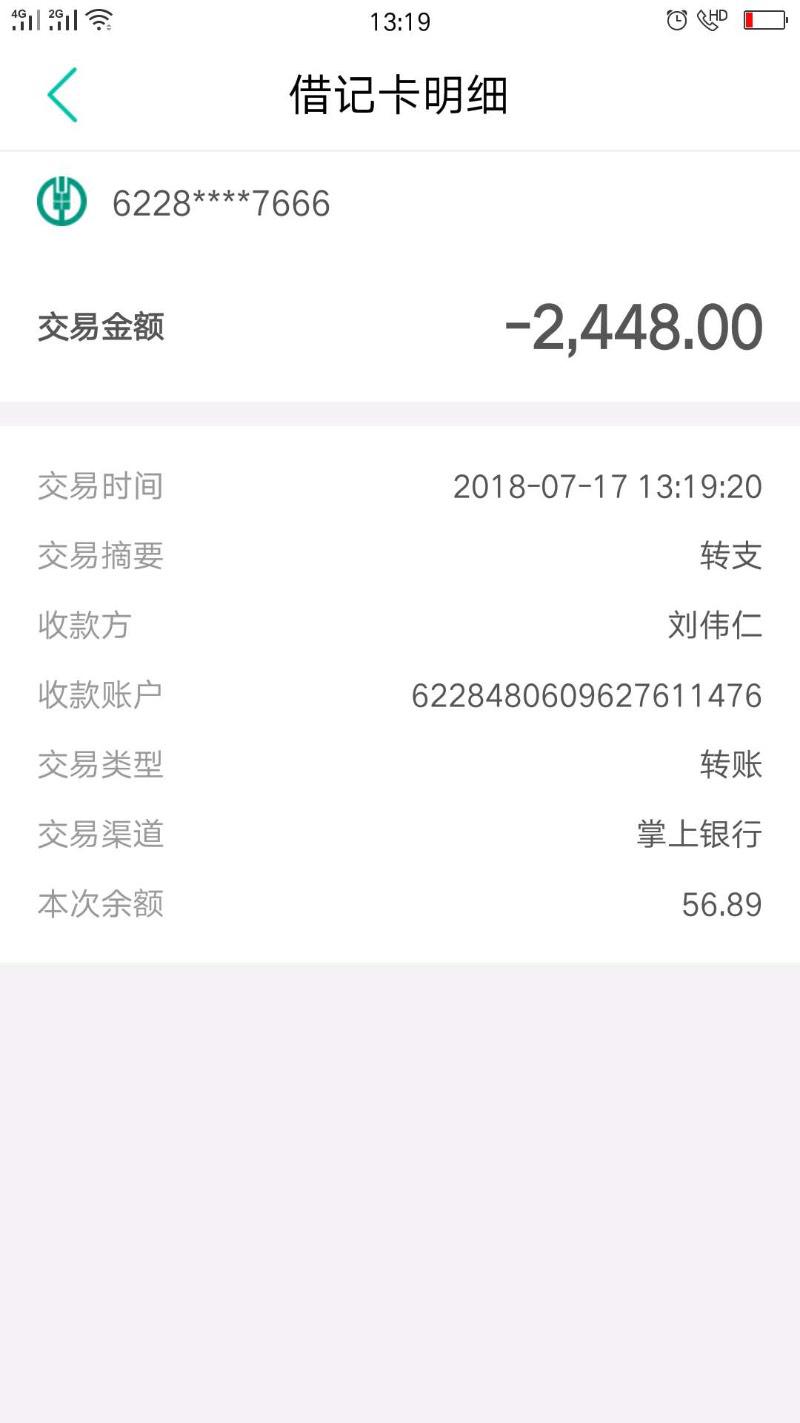 4G 2G 13:19 HD
借记卡明细
6228****7666
交易金额 -2,448.00
交易时间 2018-07-17 13:19:20
交易摘要 转支
收款方 刘伟仁
收款账户 6228480609627611476
交易类型 转账
交易渠道 掌上银行
本次余额 56.89